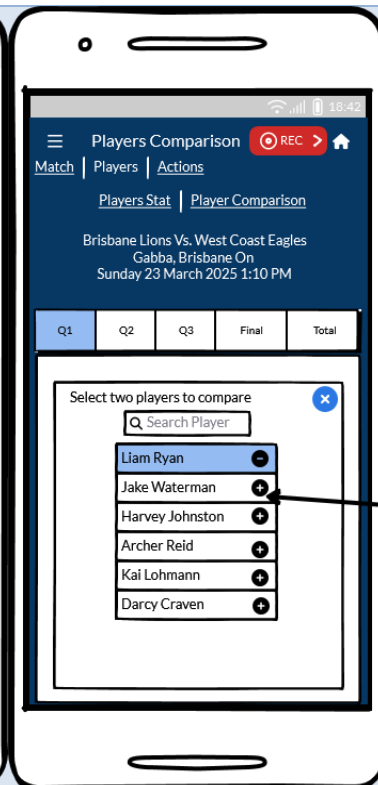 18:42
Players Comparison REC >
Match Players Actions
Players Stat Player Comparison
Brisbane Lions Vs. West Coast Eagles
Gabba, Brisbane On
Sunday 23 March 2025 1:10 PM
Q1 Q2 Q3 Final Total
Select two players to compare
Search Player
Liam Ryan
Jake Waterman
Harvey Johnston
Archer Reid
Kai Lohmann
Darcy Craven